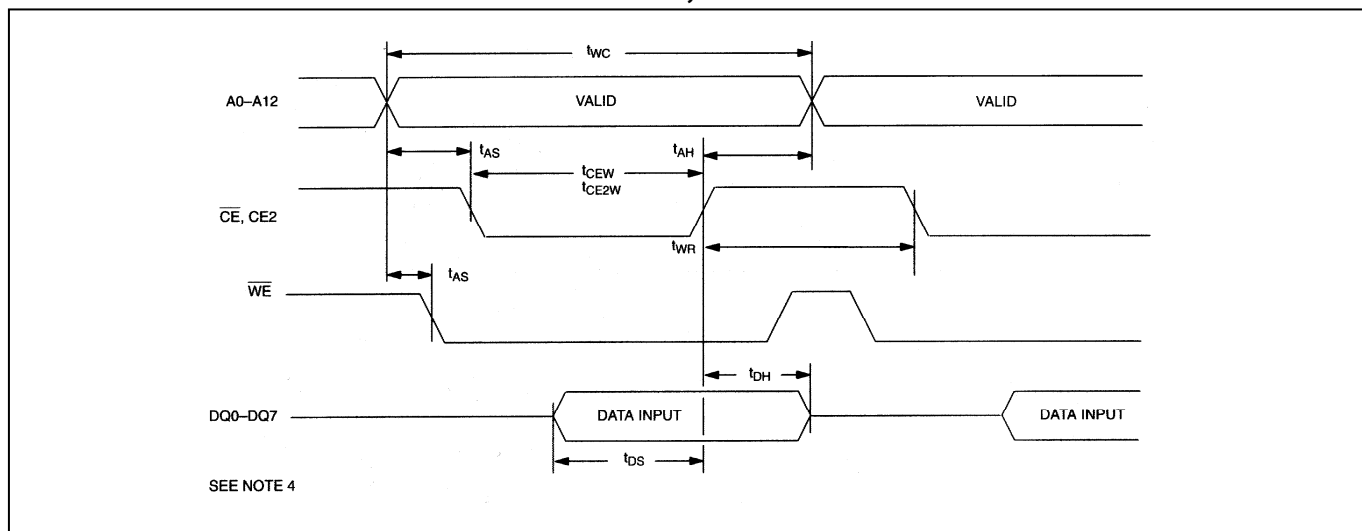 tWC
A0–A12 VALID VALID
tAS tAH
tCEW
tCE2W
CE, CE2
tWR
tAS
WE
tDH
DQ0–DQ7 DATA INPUT DATA INPUT
tDS
SEE NOTE 4